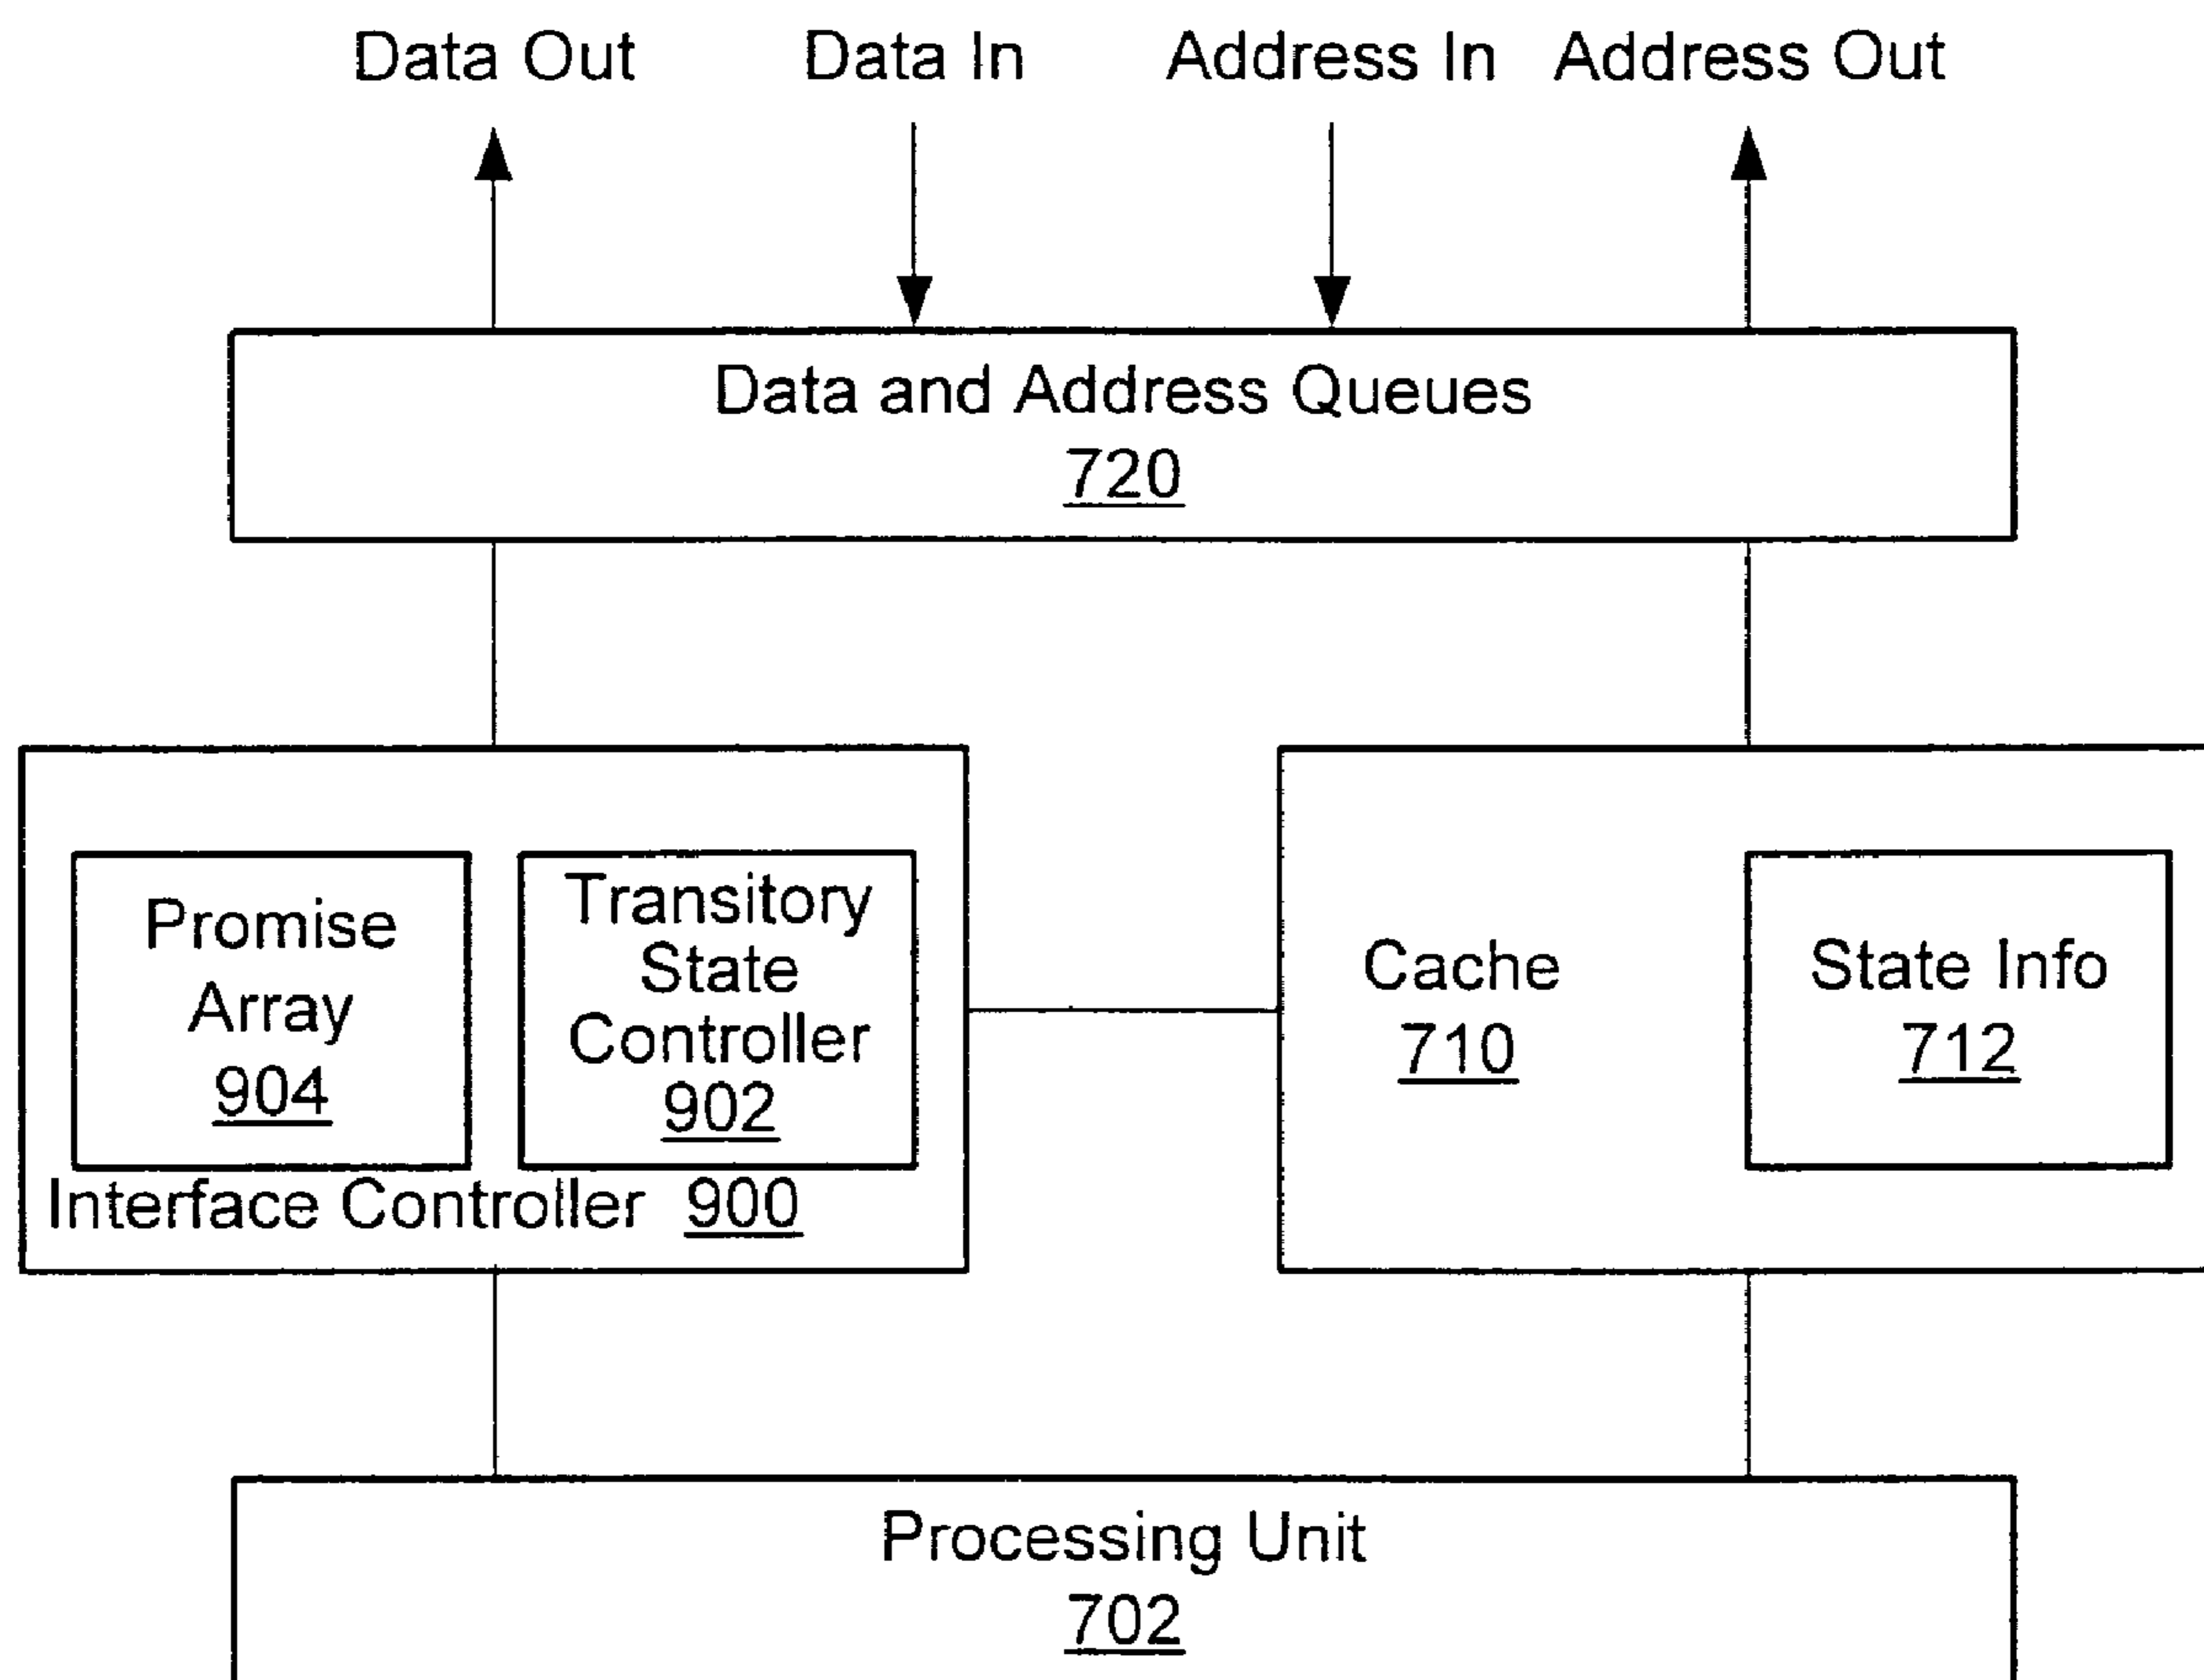 Data Out
Data In
Address In
Address Out
Data and Address Queues
720
Promise
Array
904
Transitory
State
Controller
902
Interface Controller 900
Cache
710
State Info
712
Processing Unit
702